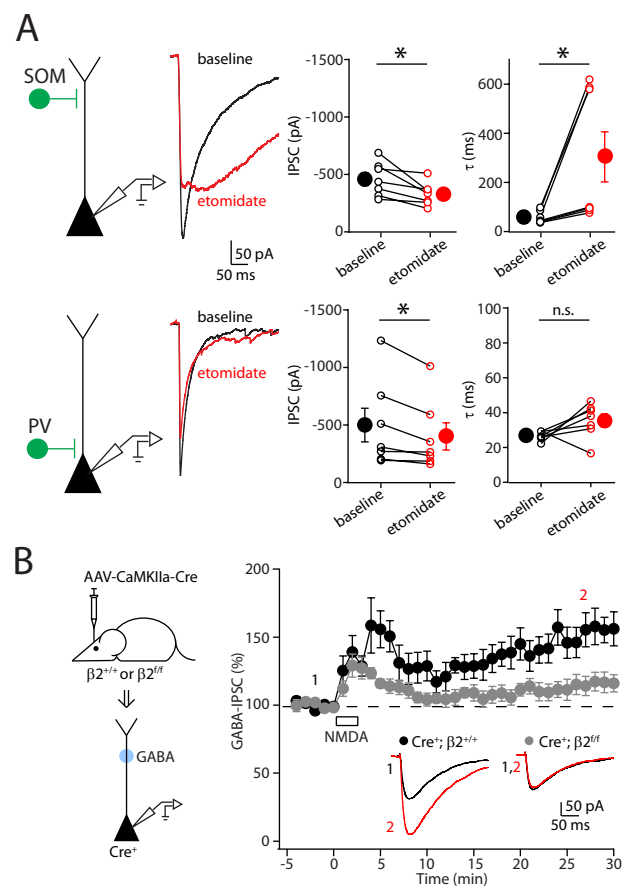 A
SOM
baseline
etomidate
50 pA
50 ms
IPSC (pA)
-1500
-1000
-500
0
*
baseline
etomidate
τ (ms)
600
400
200
0
*
baseline
etomidate
PV
baseline
etomidate
IPSC (pA)
-1500
-1000
-500
0
*
baseline
etomidate
τ (ms)
100
80
60
40
20
0
n.s.
baseline
etomidate
B
AAV-CaMKIIa-Cre
β2+/+ or β2f/f
GABA
Cre+
GABA-IPSC (%)
200
150
100
50
0
1
2
NMDA
Cre+; β2+/+
Cre+; β2f/f
1
2
1,2
50 pA
50 ms
-5 0 5 10 15 20 25 30
Time (min)